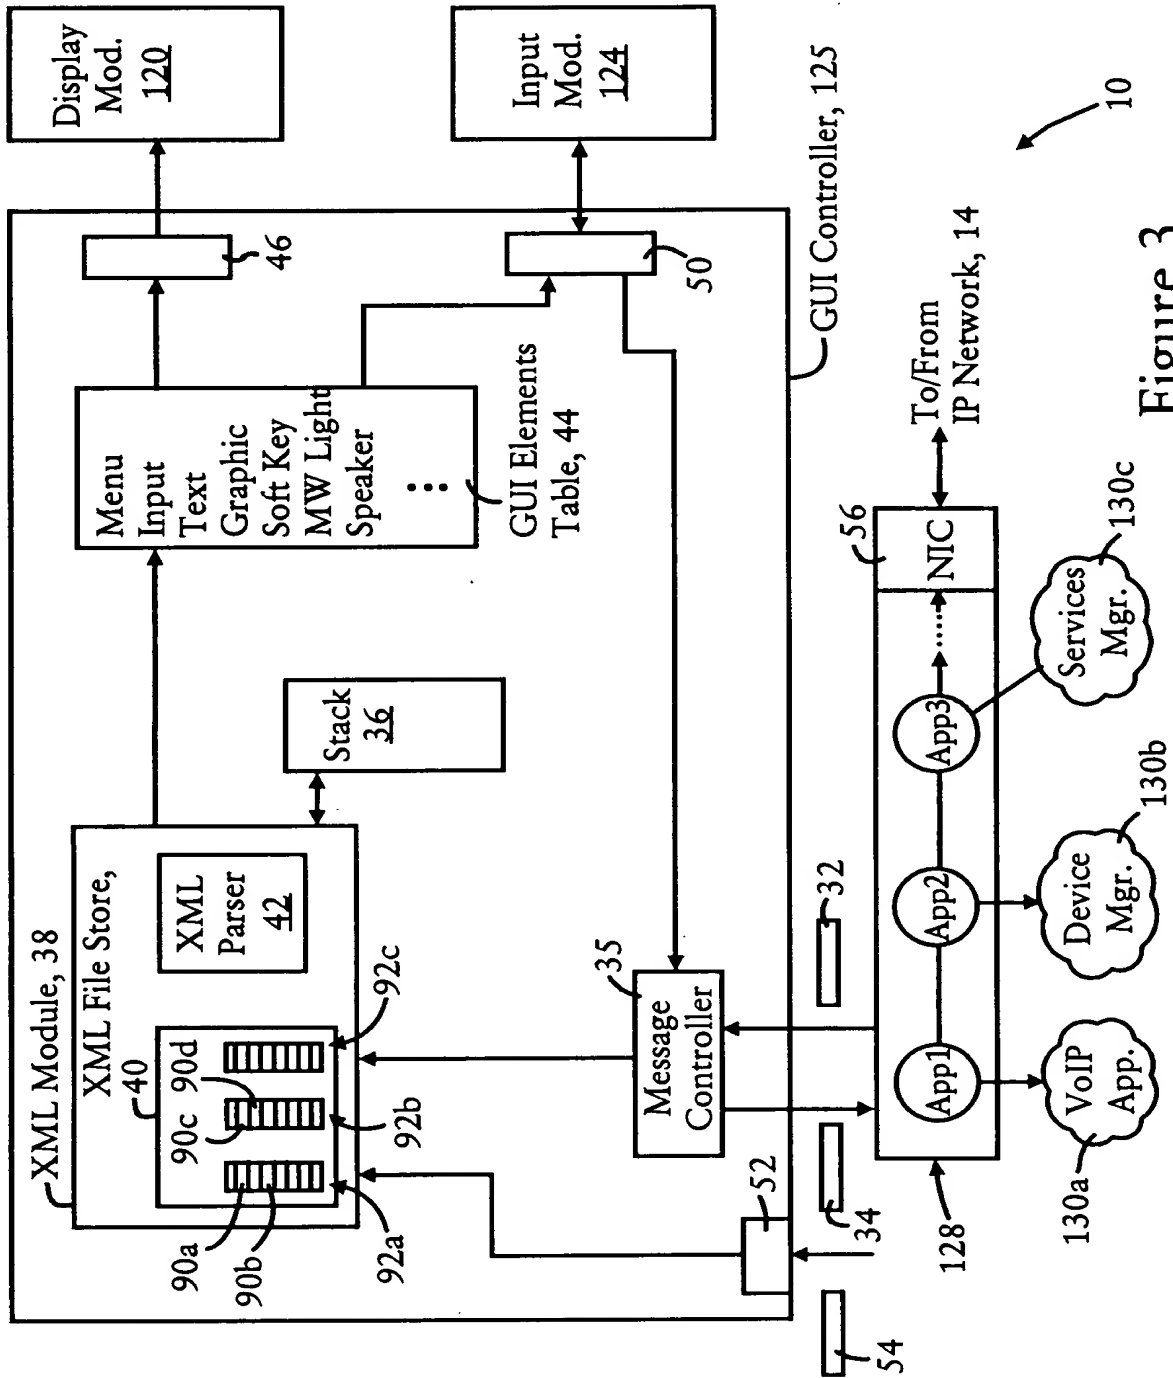 Display
Mod.
120
Input
Mod.
124
46
50
GUI Controller, 125
10
Menu
Input
Text
Graphic
Soft Key
MW Light
Speaker
GUI Elements
Table, 44
To/From
IP Network, 14
Figure 3
XML Module, 38
XML File Store,
40
XML
Parser
42
Stack
36
90a
90b
90c
90d
92a
92b
92c
35
Message
Controller
52
54
34
32
128
56
NIC
App1
App2
App3
VoIP
App.
130a
Device
Mgr.
130b
Services
Mgr.
130c